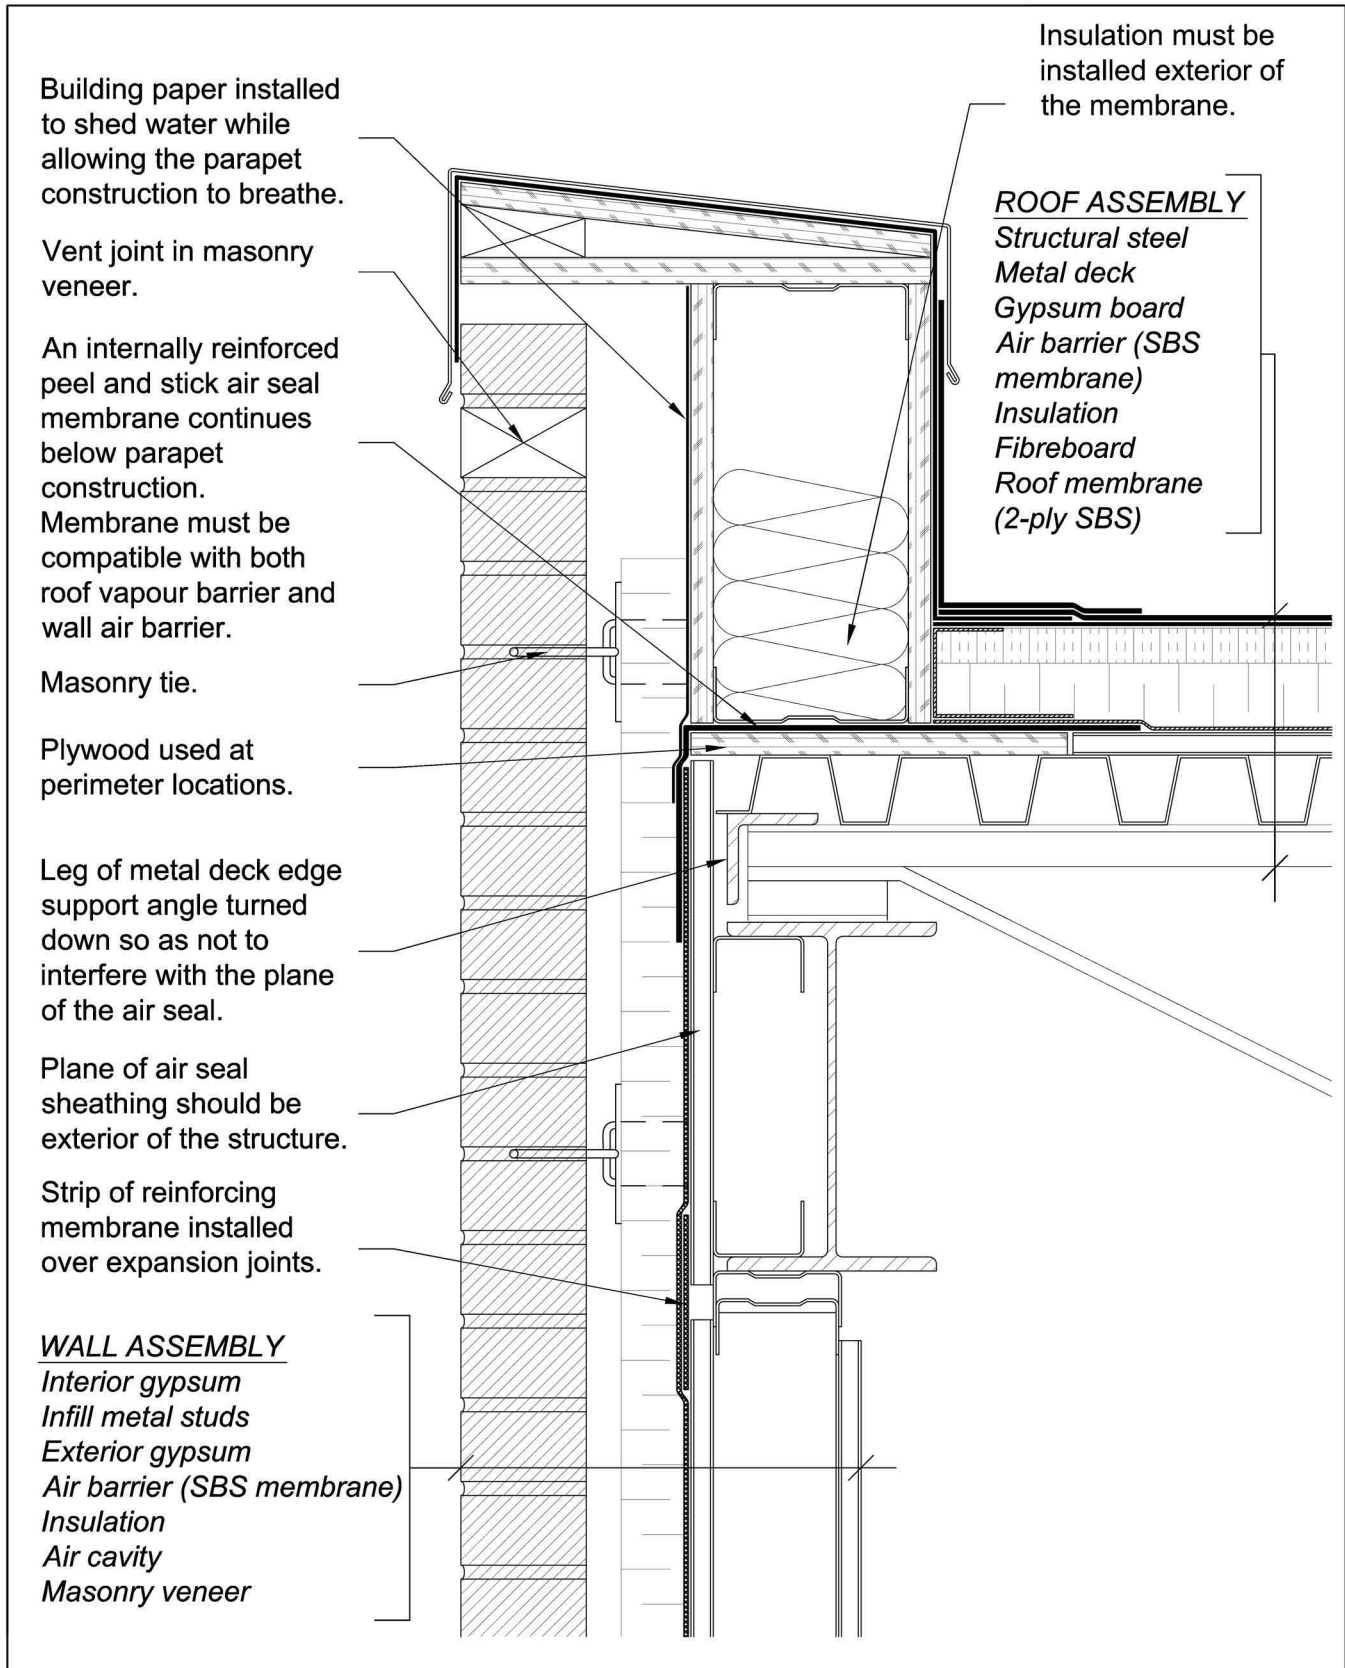 Building paper installed
to shed water while
allowing the parapet
construction to breathe.
Vent joint in masonry
veneer.
An internally reinforced
peel and stick air seal
membrane continues
below parapet
construction.
Membrane must be
compatible with both
roof vapour barrier and
wall air barrier.
Masonry tie.
Plywood used at
perimeter locations.
Leg of metal deck edge
support angle turned
down so as not to
interfere with the plane
of the air seal.
Plane of air seal
sheathing should be
exterior of the structure.
Strip of reinforcing
membrane installed
over expansion joints.
WALL ASSEMBLY
Interior gypsum
Infill metal studs
Exterior gypsum
Air barrier (SBS membrane)
Insulation
Air cavity
Masonry veneer
Insulation must be
installed exterior of
the membrane.
ROOF ASSEMBLY
Structural steel
Metal deck
Gypsum board
Air barrier (SBS
membrane)
Insulation
Fibreboard
Roof membrane
(2-ply SBS)